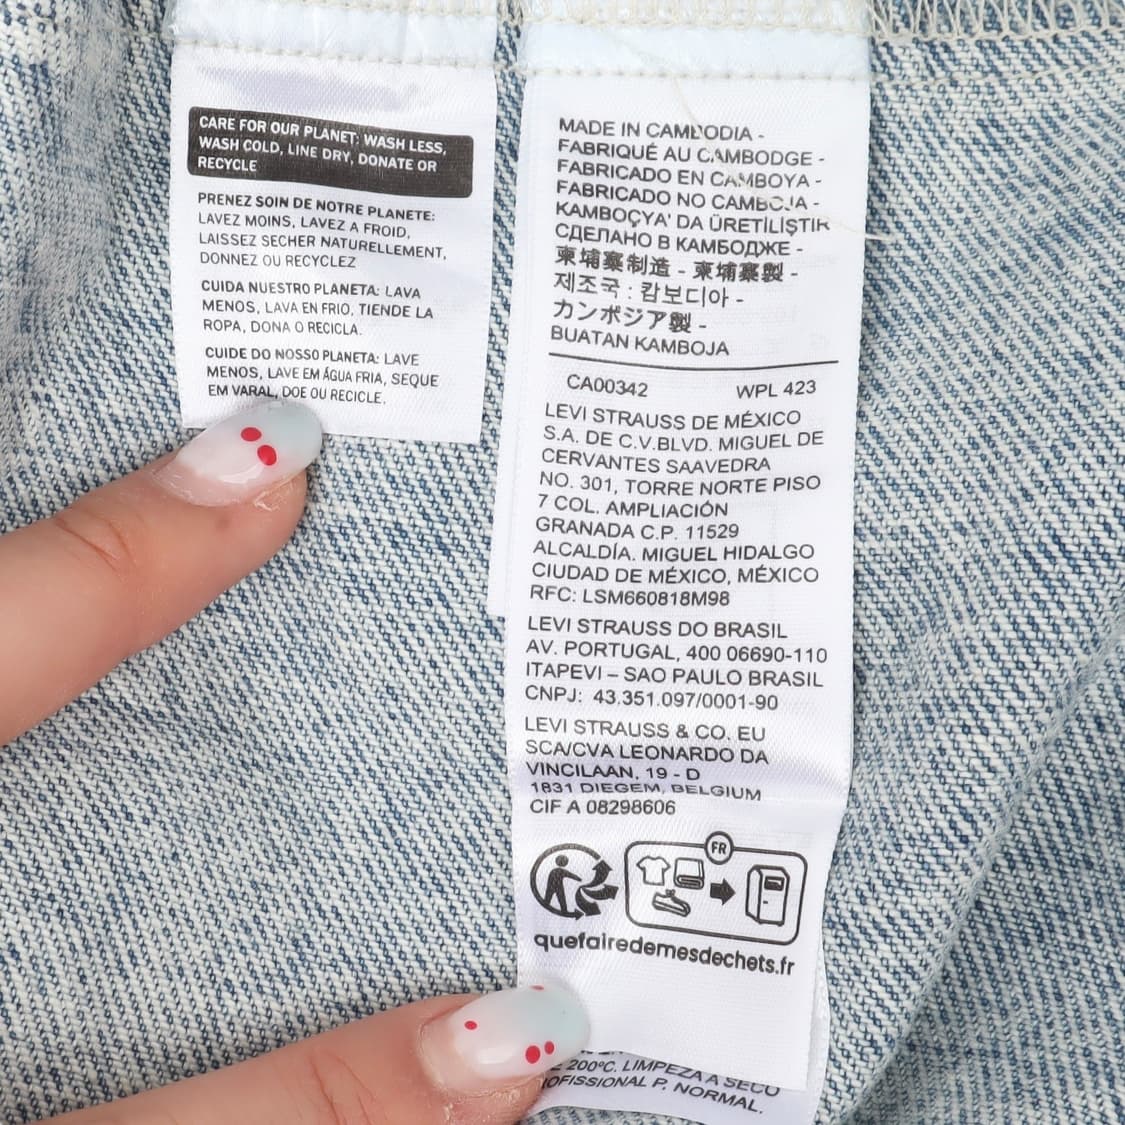 CARE FOR OUR PLANET: WASH LESS,
WASH COLD, LINE DRY, DONATE OR
RECYCLE
PRENEZ SOIN DE NOTRE PLANETE:
LAVEZ MOINS, LAVEZ A FROID,
LAISSEZ SECHER NATURELLEMENT,
DONNEZ OU RECYCLEZ
CUIDA NUESTRO PLANETA: LAVA
MENOS, LAVA EN FRIO, TIENDE LA
ROPA, DONA O RECICLA.
CUIDE DO NOSSO PLANETA: LAVE
MENOS, LAVE EM ÁGUA FRIA, SEQUE
EM VARAL, DOE OU RECICLE.
MADE IN CAMBODIA -
FABRIQUÉ AU CAMBODGE -
FABRICADO EN CAMBOYA -
FABRICADO NO CAMBOJA -
KAMBOÇYA' DA ÜRETİLİŞTİR
СДЕЛАНО В КАМБОДЖЕ -
柬埔寨制造 - 柬埔寨製 -
제조국 : 캄보디아 -
カンボジア製 -
BUATAN KAMBOJA
CA00342 WPL 423
LEVI STRAUSS DE MÉXICO
S.A. DE C.V.BLVD. MIGUEL DE
CERVANTES SAAVEDRA
NO. 301, TORRE NORTE PISO
7 COL. AMPLIACIÓN
GRANADA C.P. 11529
ALCALDÍA. MIGUEL HIDALGO
CIUDAD DE MÉXICO, MÉXICO
RFC: LSM660818M98
LEVI STRAUSS DO BRASIL
AV. PORTUGAL, 400 06690-110
ITAPEVI – SAO PAULO BRASIL
CNPJ: 43.351.097/0001-90
LEVI STRAUSS & CO. EU
SCA/CVA LEONARDO DA
VINCILAAN, 19 - D
1831 DIEGEM, BELGIUM
CIF A 08298606
FR
quefairedemesdechets.fr
200ºC. LIMPEZA A SECO
P. NORMAL.